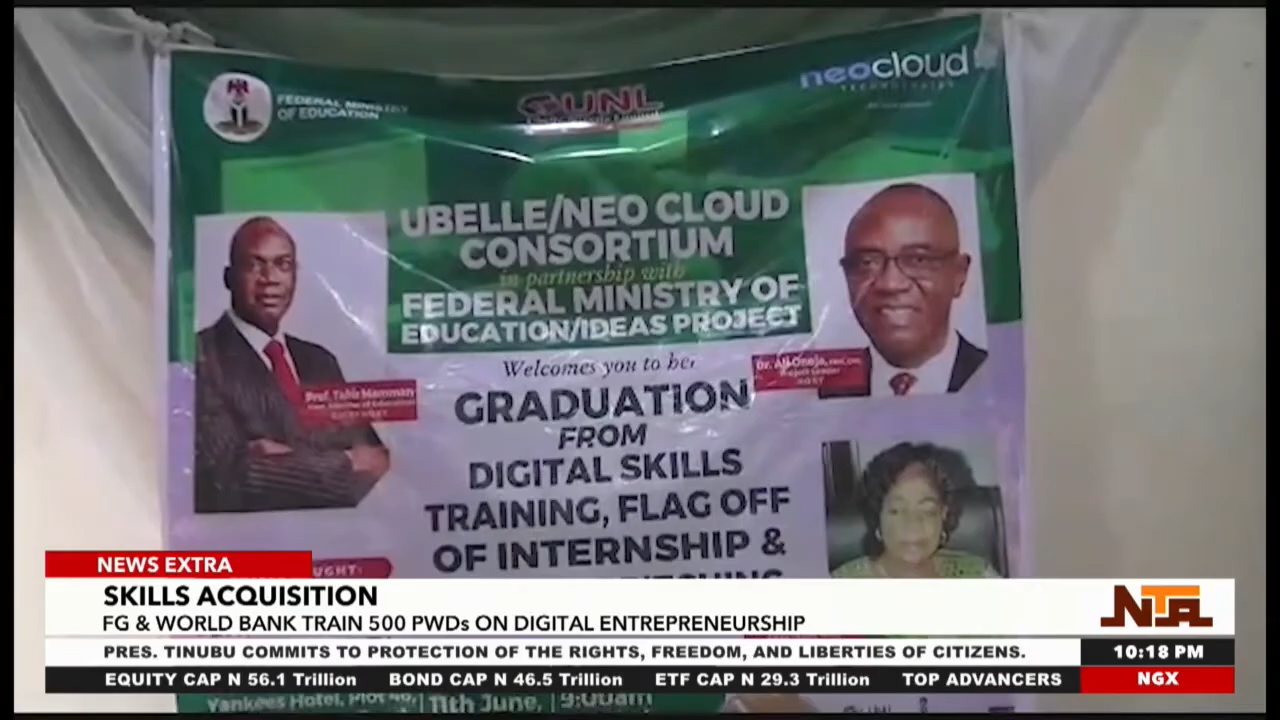 FEDERAL MINISTRY
OF EDUCATION
UNL
neocloud
UBELLE/NEO CLOUD
CONSORTIUM
in partnership with
FEDERAL MINISTRY OF
EDUCATION/IDEAS PROJECT
Welcomes you to
Prof. Tahir Mamman
GRADUATION
FROM
DIGITAL SKILLS
TRAINING, FLAG OFF
OF INTERNSHIP &
NEWS EXTRA
SKILLS ACQUISITION
FG & WORLD BANK TRAIN 500 PWDs ON DIGITAL ENTREPRENEURSHIP
NTA
PRES. TINUBU COMMITS TO PROTECTION OF THE RIGHTS, FREEDOM, AND LIBERTIES OF CITIZENS.
10:18 PM
EQUITY CAP N 56.1 Trillion BOND CAP N 46.5 Trillion ETF CAP N 29.3 Trillion TOP ADVANCERS
NGX
Yankees Hotel, Plot
11th June,
9:00am